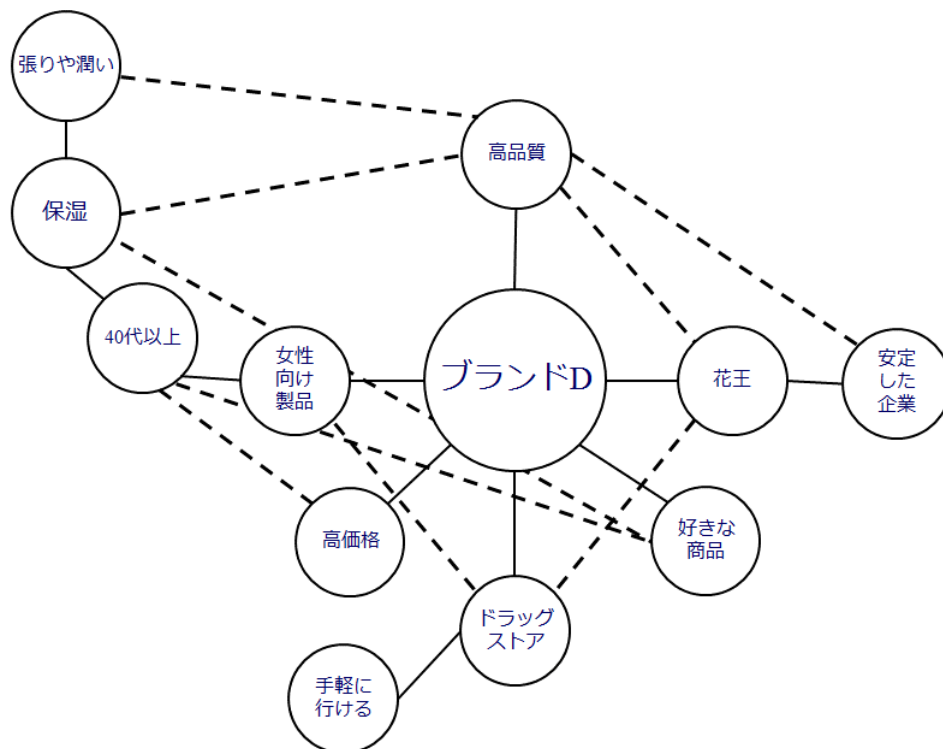 張りや潤い
高品質
保湿
40代以上
女性
向け
製品
ブランドD
花王
安定
した
企業
高価格
好きな
商品
ドラッグ
ストア
手軽に
行ける